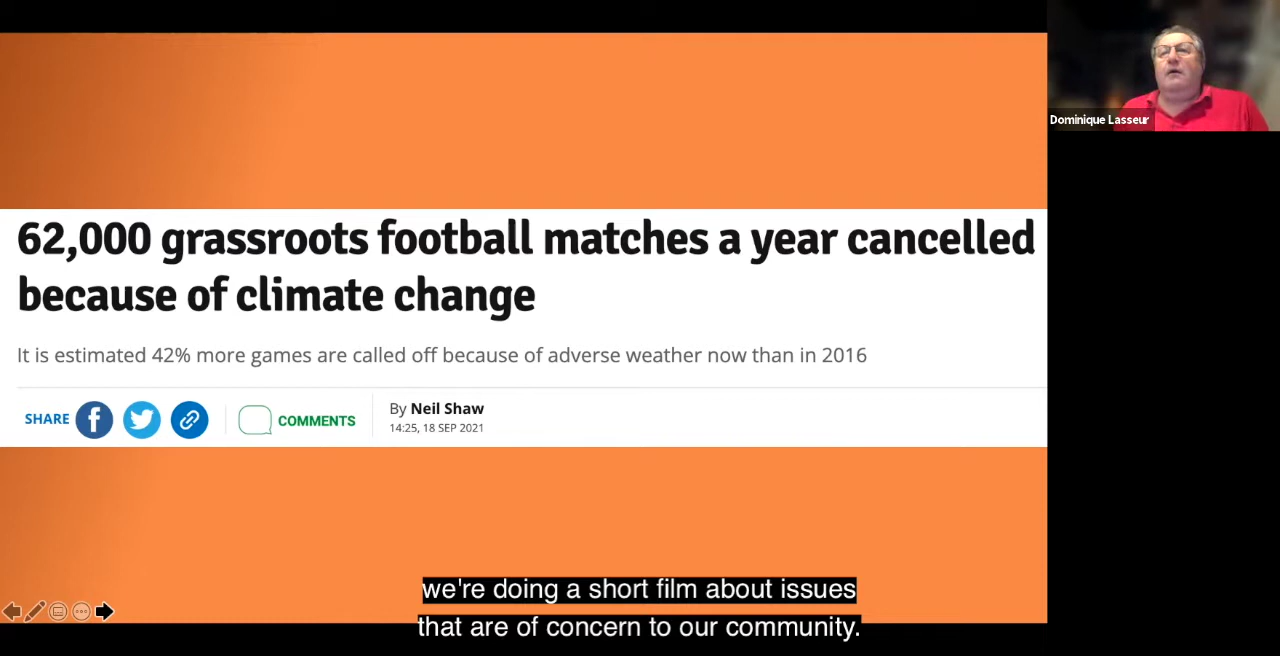 Dominique Lasseur
62,000 grassroots football matches a year cancelled
because of climate change
It is estimated 42% more games are called off because of adverse weather now than in 2016
SHARE
COMMENTS
By Neil Shaw
14:25, 18 SEP 2021
we're doing a short film about issues
that are of concern to our community.